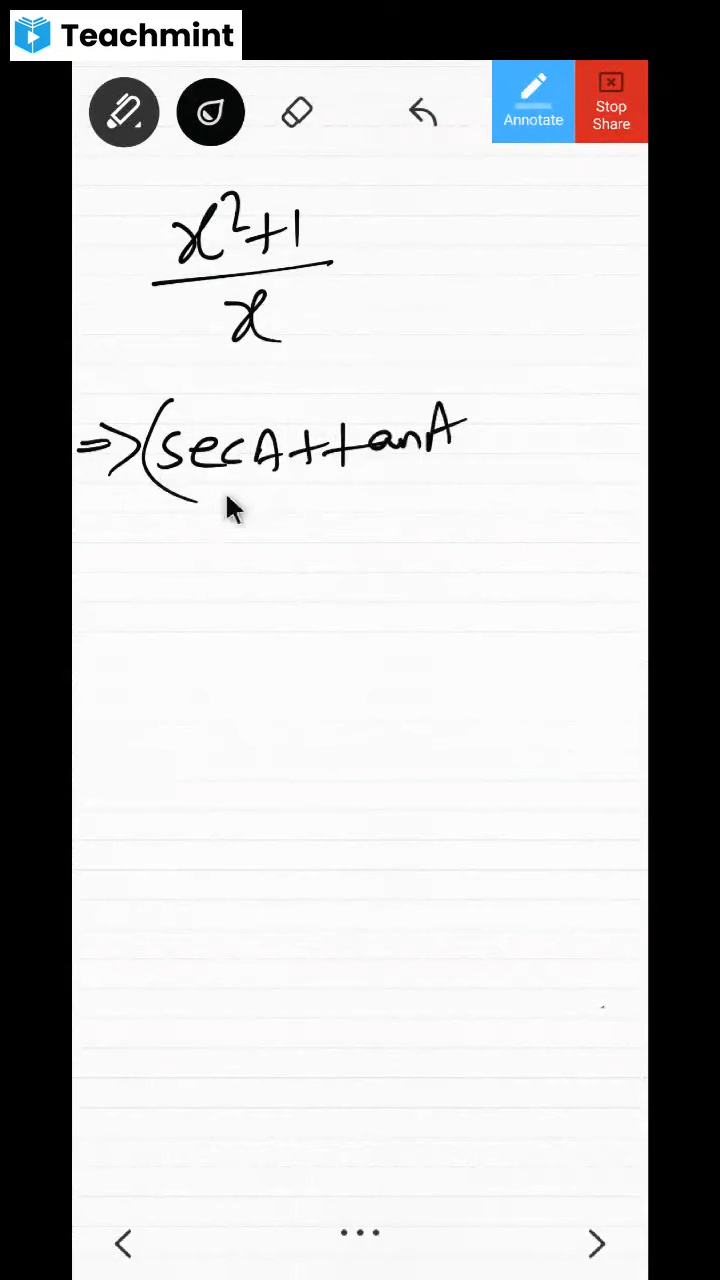 Teachmint
Annotate
Stop
Share
x²+1
x
=>(secA+tanA